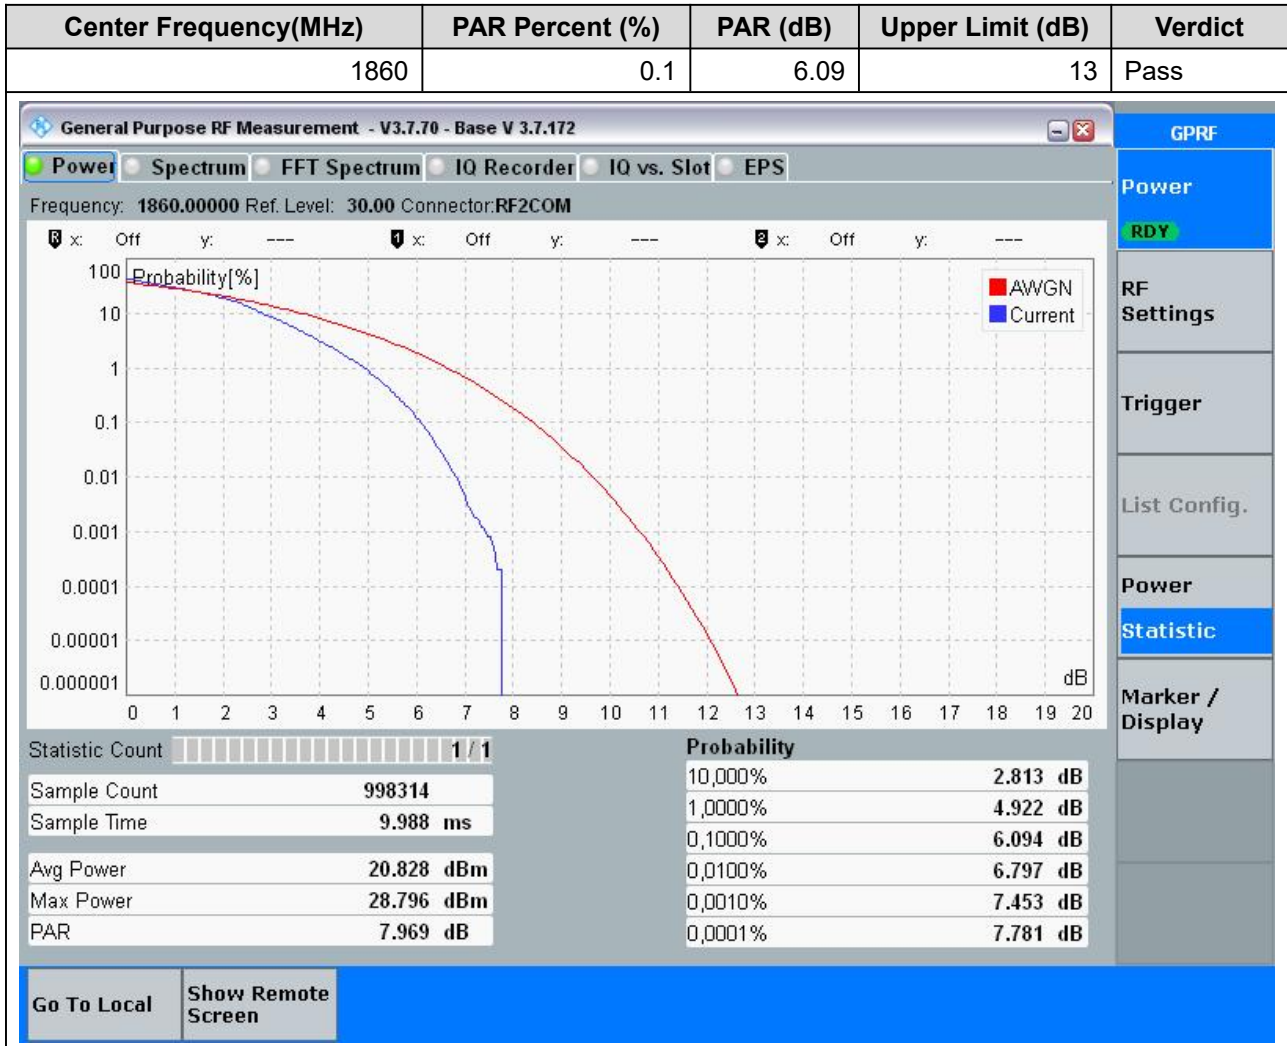 Center Frequency(MHz) PAR Percent (%) PAR (dB) Upper Limit (dB) Verdict
1860 0.1 6.09 13 Pass
General Purpose RF Measurement - V3.7.70 - Base V 3.7.172
GPRF
Power Spectrum FFT Spectrum IQ Recorder IQ vs. Slot EPS
Frequency: 1860.00000 Ref. Level: 30.00 Connector:RF2COM
R x: Off y: --- 1 x: Off y: --- 2 x: Off y: ---
Power
RDY
RF
Settings
Trigger
List Config.
Power
Statistic
Marker /
Display
Probability[%]
AWGN
Current
100
10
1
0.1
0.01
0.001
0.0001
0.00001
0.000001
dB
0 1 2 3 4 5 6 7 8 9 10 11 12 13 14 15 16 17 18 19 20
Statistic Count 1 / 1
Sample Count 998314
Sample Time 9.988 ms
Avg Power 20.828 dBm
Max Power 28.796 dBm
PAR 7.969 dB
Probability
10,000% 2.813 dB
1,0000% 4.922 dB
0,1000% 6.094 dB
0,0100% 6.797 dB
0,0010% 7.453 dB
0,0001% 7.781 dB
Go To Local
Show Remote
Screen